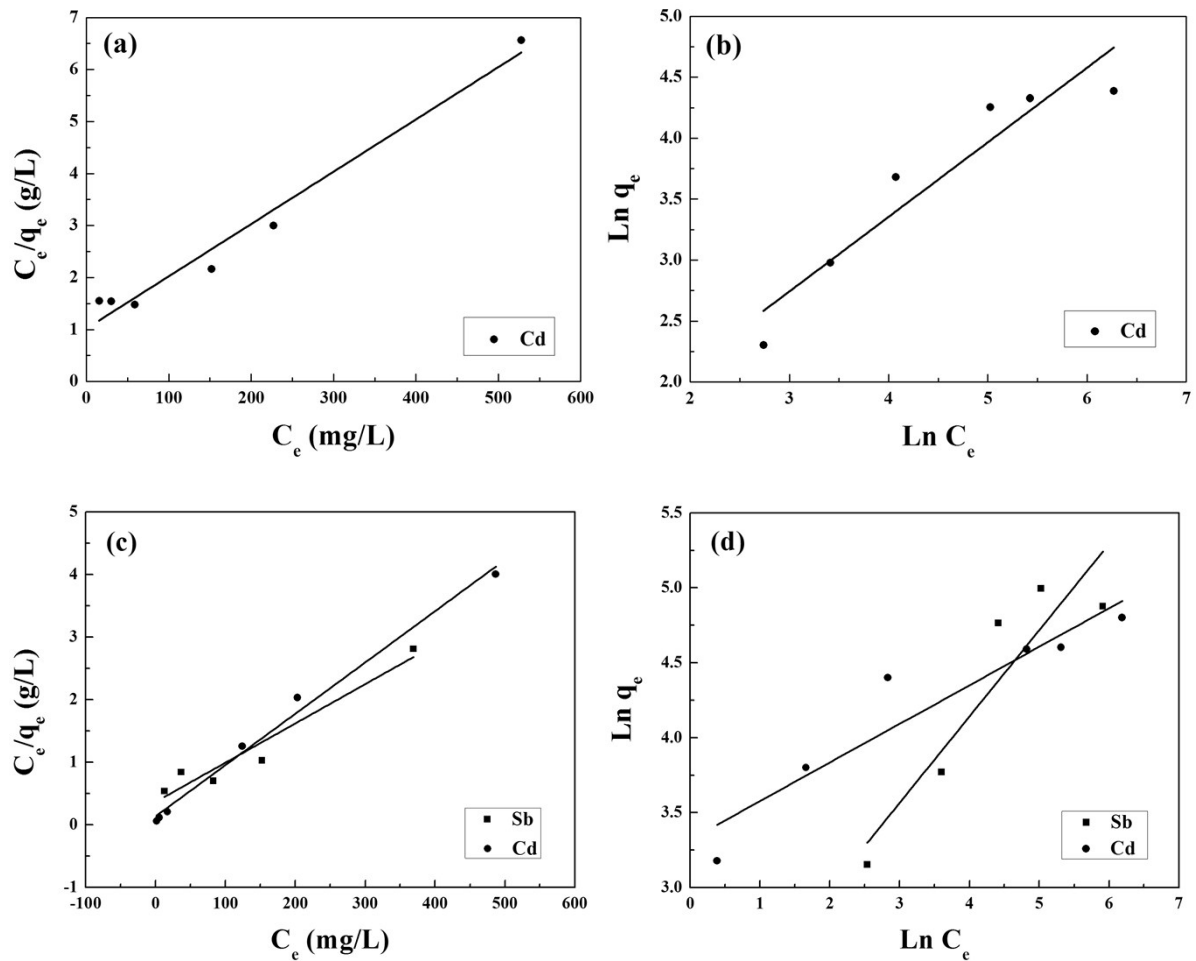 (a)
7
6
5
4
3
2
1
0
0 100 200 300 400 500 600
C_e/q_e (g/L)
C_e (mg/L)
Cd
(b)
5.0
4.5
4.0
3.5
3.0
2.5
2.0
2 3 4 5 6 7
Ln q_e
Ln C_e
Cd
(c)
5
4
3
2
1
0
-1
-100 0 100 200 300 400 500 600
C_e/q_e (g/L)
C_e (mg/L)
Sb
Cd
(d)
5.5
5.0
4.5
4.0
3.5
3.0
0 1 2 3 4 5 6 7
Ln q_e
Ln C_e
Sb
Cd